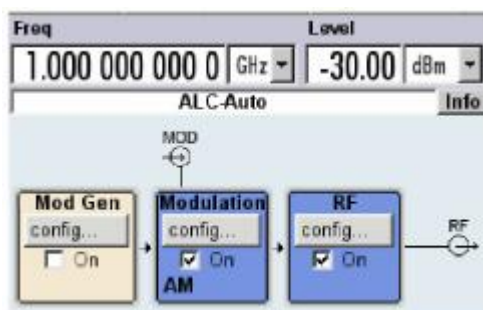 Freq Level
1.000 000 000 0 GHz -30.00 dBm
ALC-Auto Info
MOD
Mod Gen Modulation RF
config... config... config... RF
On On On
AM